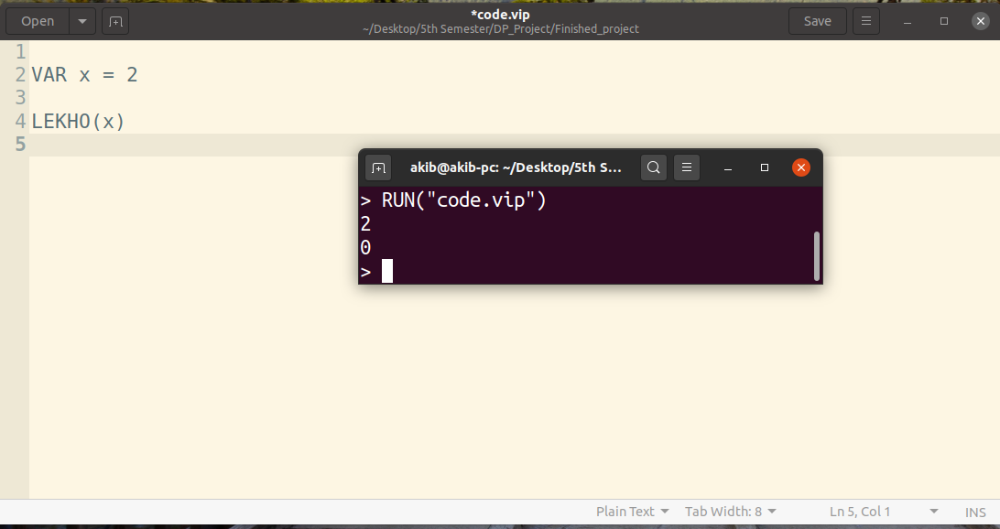 Open
*code.vip
~/Desktop/5th Semester/DP_Project/Finished_project
Save
1
2 VAR x = 2
3
4 LEKHO(x)
5
akib@akib-pc: ~/Desktop/5th S...
> RUN("code.vip")
2
0
>
Plain Text Tab Width: 8 Ln 5, Col 1 INS